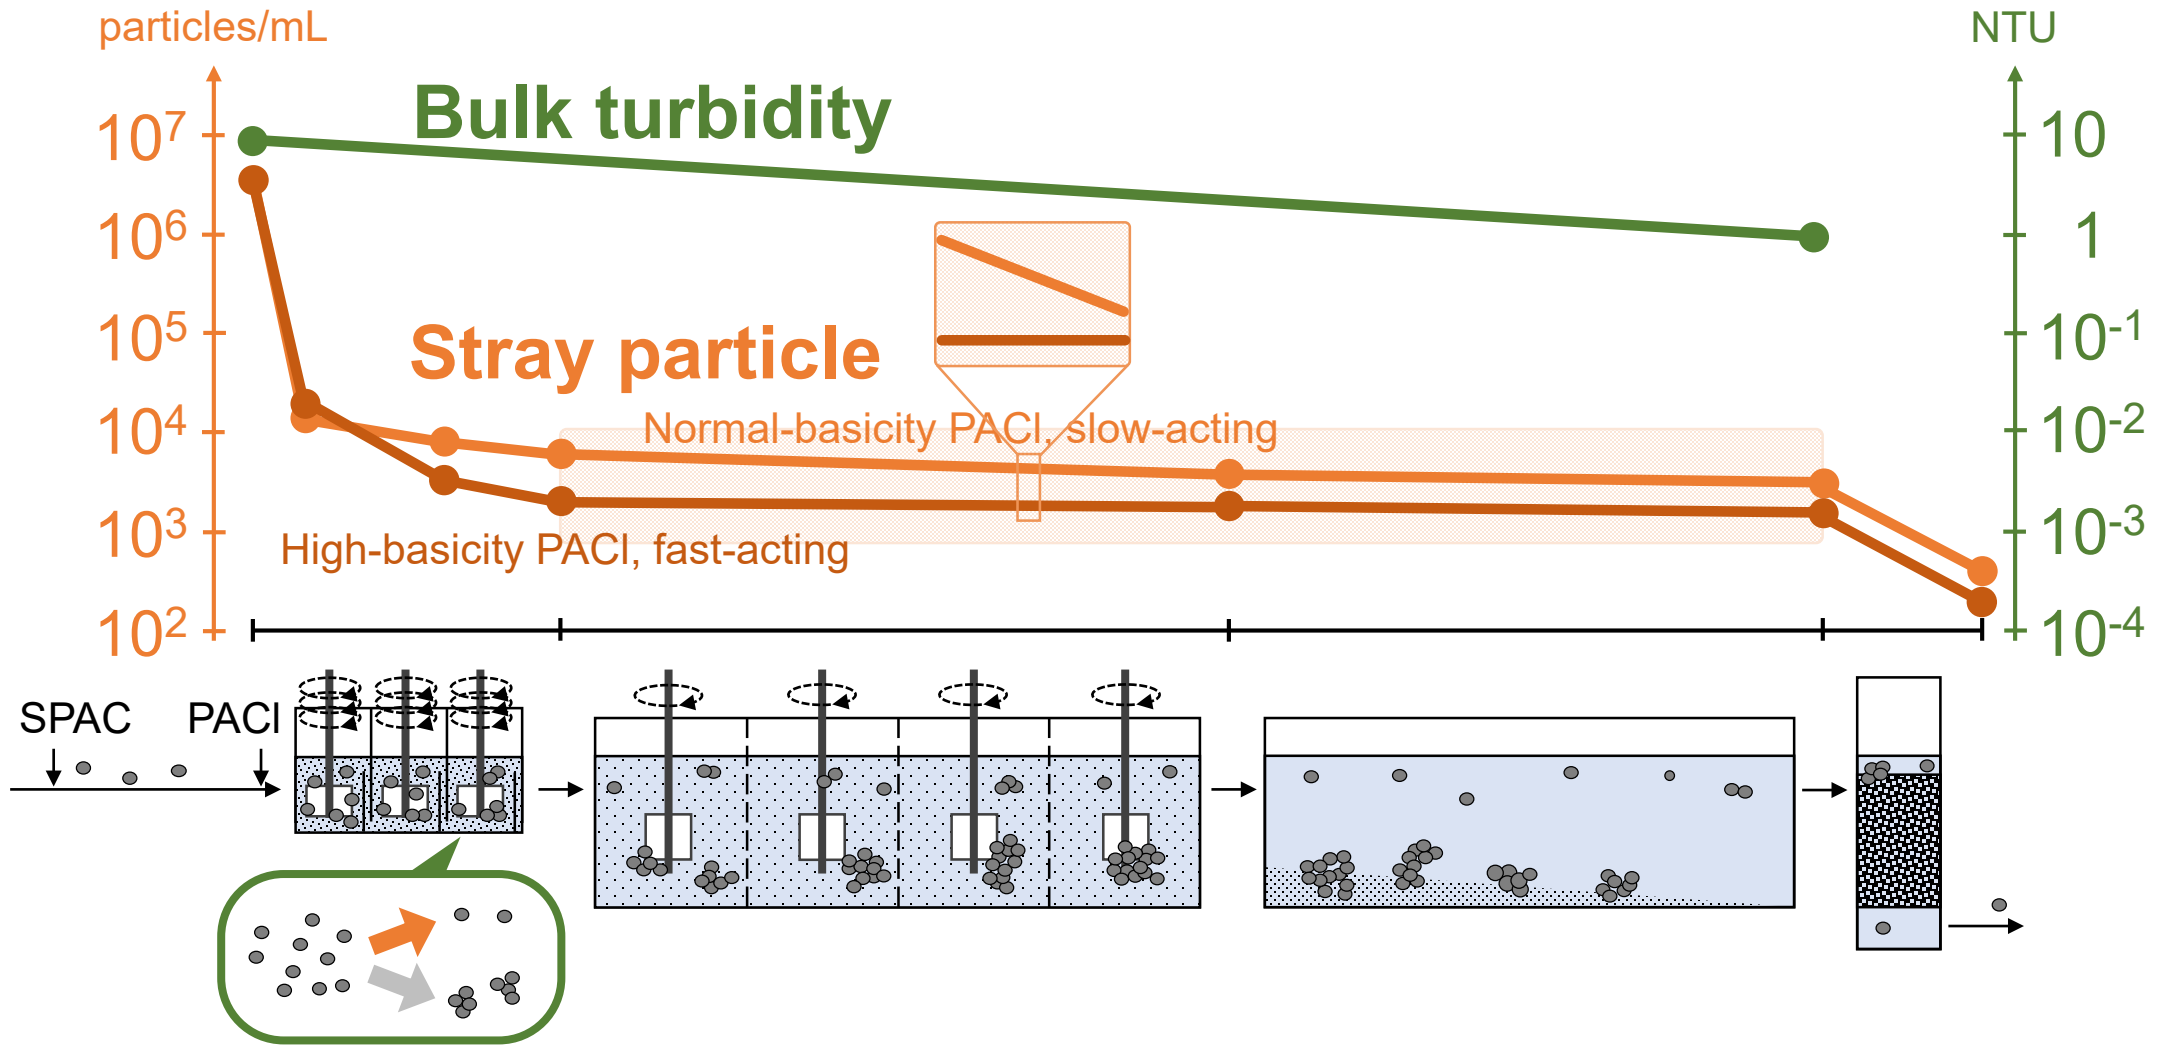 particles/mL
NTU
Bulk turbidity
10⁷
10
10⁶
1
10⁵
10⁻¹
Stray particle
10⁴
10⁻²
Normal-basicity PACl, slow-acting
10³
10⁻³
High-basicity PACl, fast-acting
10²
10⁻⁴
SPAC
PACl